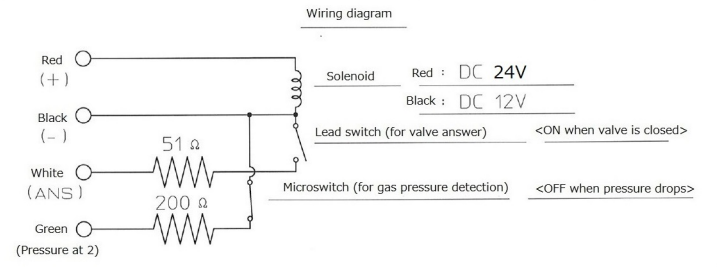 Wiring diagram
Red
(+)
Solenoid
Red : DC 24V
Black : DC 12V
Black
(-)
Lead switch (for valve answer)
<ON when valve is closed>
51 Ω
White
(ANS)
Microswitch (for gas pressure detection)
<OFF when pressure drops>
200 Ω
Green
(Pressure at 2)